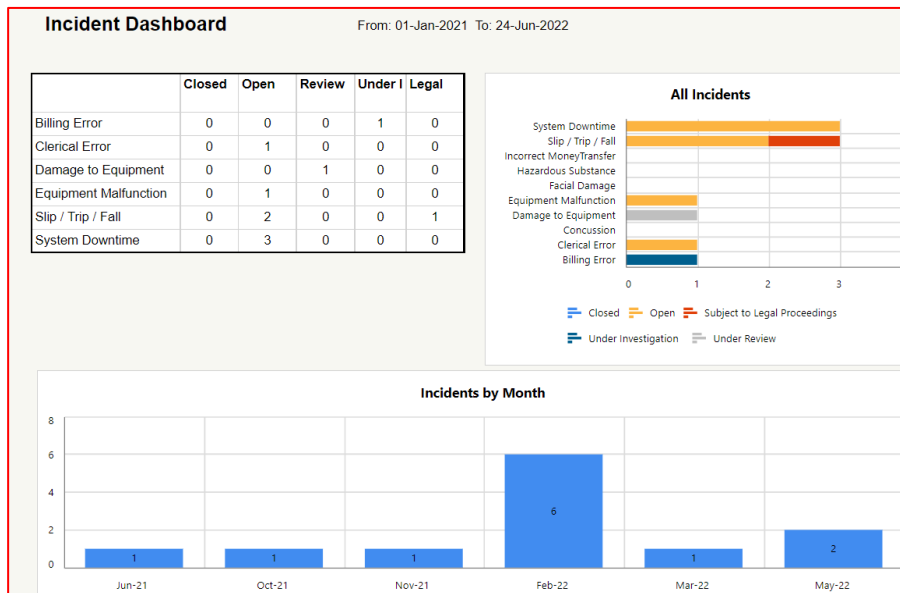 Incident Dashboard From: 01-Jan-2021 To: 24-Jun-2022
Closed Open Review Under I Legal
Billing Error 0 0 0 1 0
Clerical Error 0 1 0 0 0
Damage to Equipment 0 0 1 0 0
Equipment Malfunction 0 1 0 0 0
Slip / Trip / Fall 0 2 0 0 1
System Downtime 0 3 0 0 0
All Incidents
System Downtime
Slip / Trip / Fall
Incorrect MoneyTransfer
Hazardous Substance
Facial Damage
Equipment Malfunction
Damage to Equipment
Concussion
Clerical Error
Billing Error
0 1 2 3
Closed Open Subject to Legal Proceedings
Under Investigation Under Review
Incidents by Month
8
6
4
2
0
1 1 1 6 1 2
Jun-21 Oct-21 Nov-21 Feb-22 Mar-22 May-22